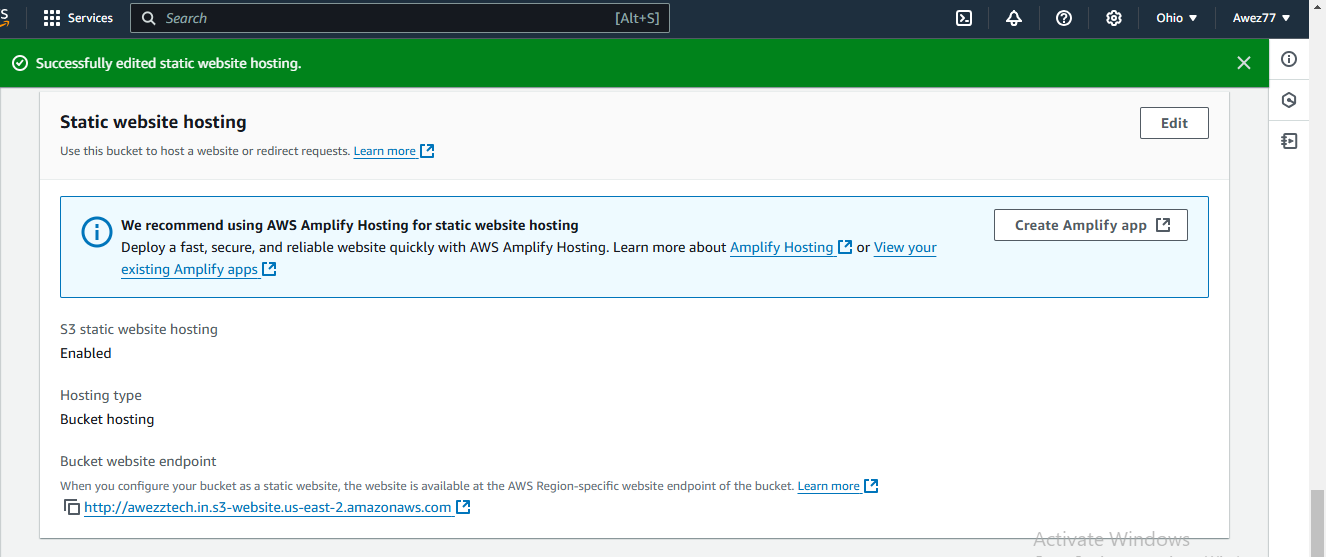 Services
Search
[Alt+S]
Ohio
Awez77
Successfully edited static website hosting.
Static website hosting
Edit
Use this bucket to host a website or redirect requests. Learn more
We recommend using AWS Amplify Hosting for static website hosting
Create Amplify app
Deploy a fast, secure, and reliable website quickly with AWS Amplify Hosting. Learn more about Amplify Hosting or View your
existing Amplify apps
S3 static website hosting
Enabled
Hosting type
Bucket hosting
Bucket website endpoint
When you configure your bucket as a static website, the website is available at the AWS Region-specific website endpoint of the bucket. Learn more
http://awezztech.in.s3-website.us-east-2.amazonaws.com
Activate Windows